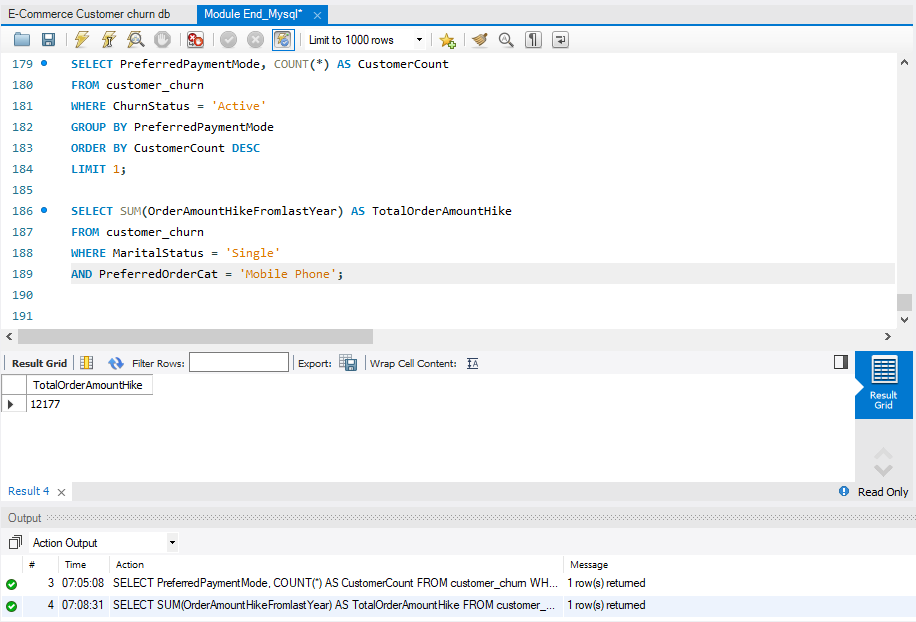 E-Commerce Customer churn db
Module End_Mysql*
Limit to 1000 rows
179 SELECT PreferredPaymentMode, COUNT(*) AS CustomerCount
180 FROM customer_churn
181 WHERE ChurnStatus = 'Active'
182 GROUP BY PreferredPaymentMode
183 ORDER BY CustomerCount DESC
184 LIMIT 1;
185
186 SELECT SUM(OrderAmountHikeFromlastYear) AS TotalOrderAmountHike
187 FROM customer_churn
188 WHERE MaritalStatus = 'Single'
189 AND PreferredOrderCat = 'Mobile Phone';
190
191
Result Grid Filter Rows: Export: Wrap Cell Content:
TotalOrderAmountHike
12177
Result Grid
Result 4
Read Only
Output
Action Output
# Time Action Message
3 07:05:08 SELECT PreferredPaymentMode, COUNT(*) AS CustomerCount FROM customer_churn WH... 1 row(s) returned
4 07:08:31 SELECT SUM(OrderAmountHikeFromlastYear) AS TotalOrderAmountHike FROM customer_... 1 row(s) returned